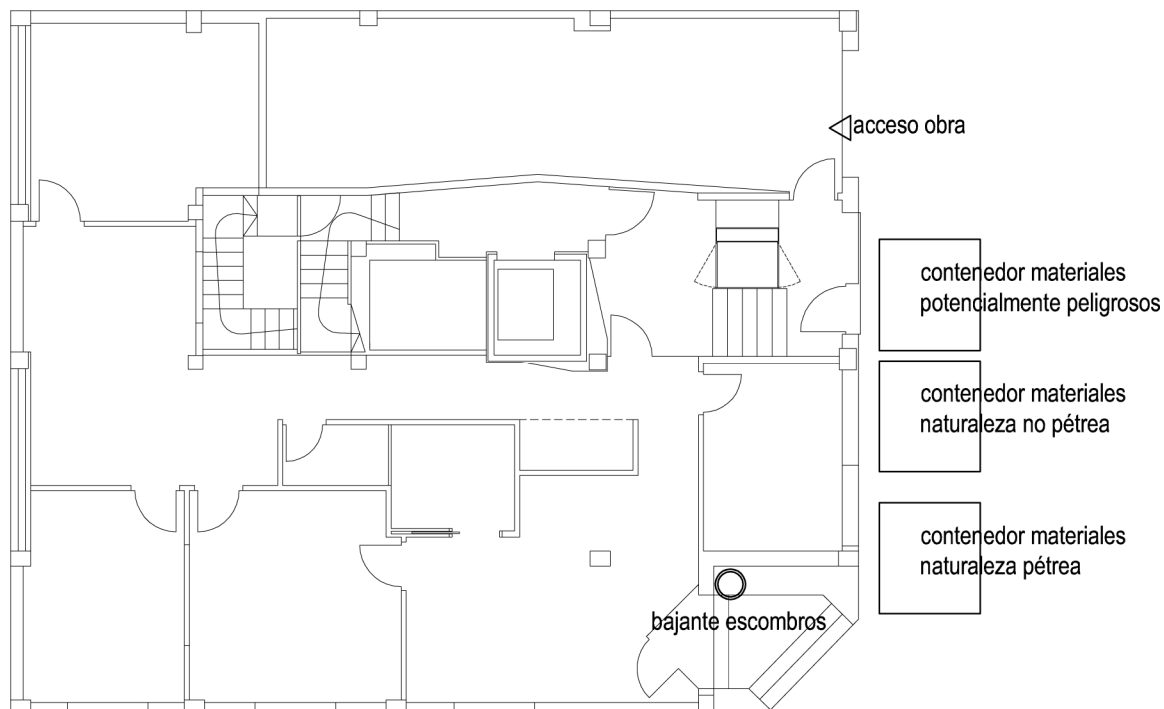 acceso obra
contenedor materiales
potencialmente peligrosos
contenedor materiales
naturaleza no pétrea
contenedor materiales
naturaleza pétrea
bajante escombros